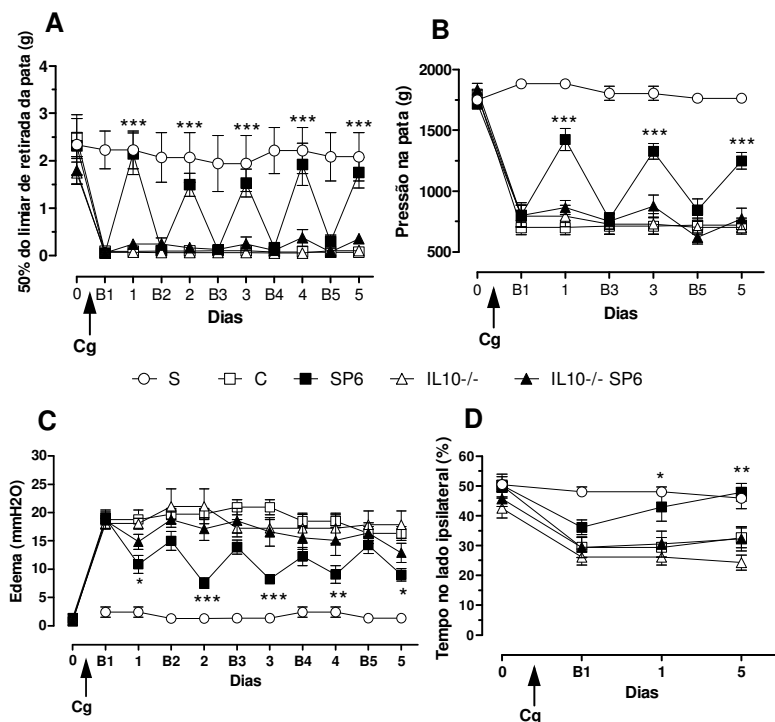 A
50% do limiar de retirada da pata (g)
4
3
2
1
0
*** *** *** *** ***
0 B1 1 B2 2 B3 3 B4 4 B5 5
Dias
Cg
B
Pressão na pata (g)
2000
1750
1250
750
500
*** *** ***
0 B1 1 B3 3 B5 5
Dias
Cg
S C SP6 IL10-/- IL10-/- SP6
C
Edema (mmH2O)
30
25
20
15
10
5
0
* *** *** ** *
0 B1 1 B2 2 B3 3 B4 4 B5 5
Dias
Cg
D
Tempo no lado ipsilateral (%)
60
50
40
30
20
10
0
* **
0 B1 1 5
Dias
Cg